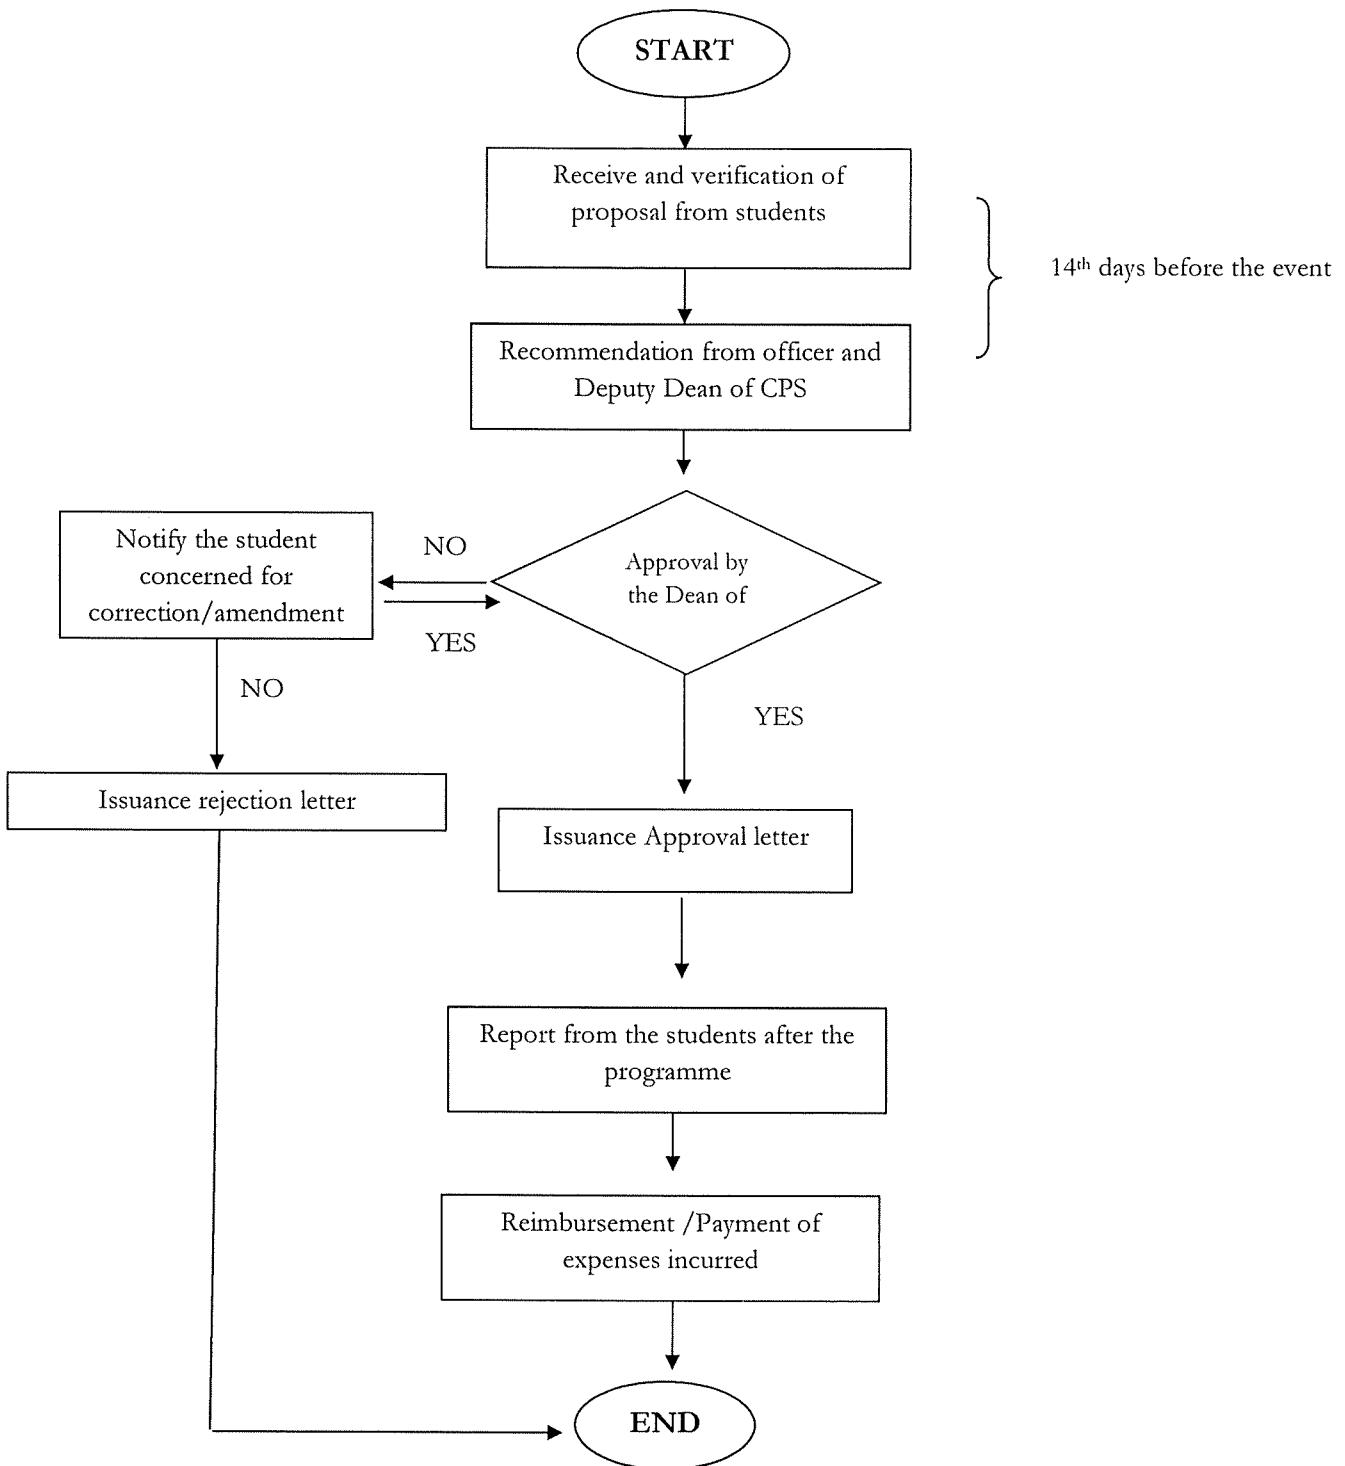 START
Receive and verification of
proposal from students
14th days before the event
Recommendation from officer and
Deputy Dean of CPS
Notify the student
concerned for
correction/amendment
NO
YES
Approval by
the Dean of
NO
YES
Issuance rejection letter
Issuance Approval letter
Report from the students after the
programme
Reimbursement /Payment of
expenses incurred
END